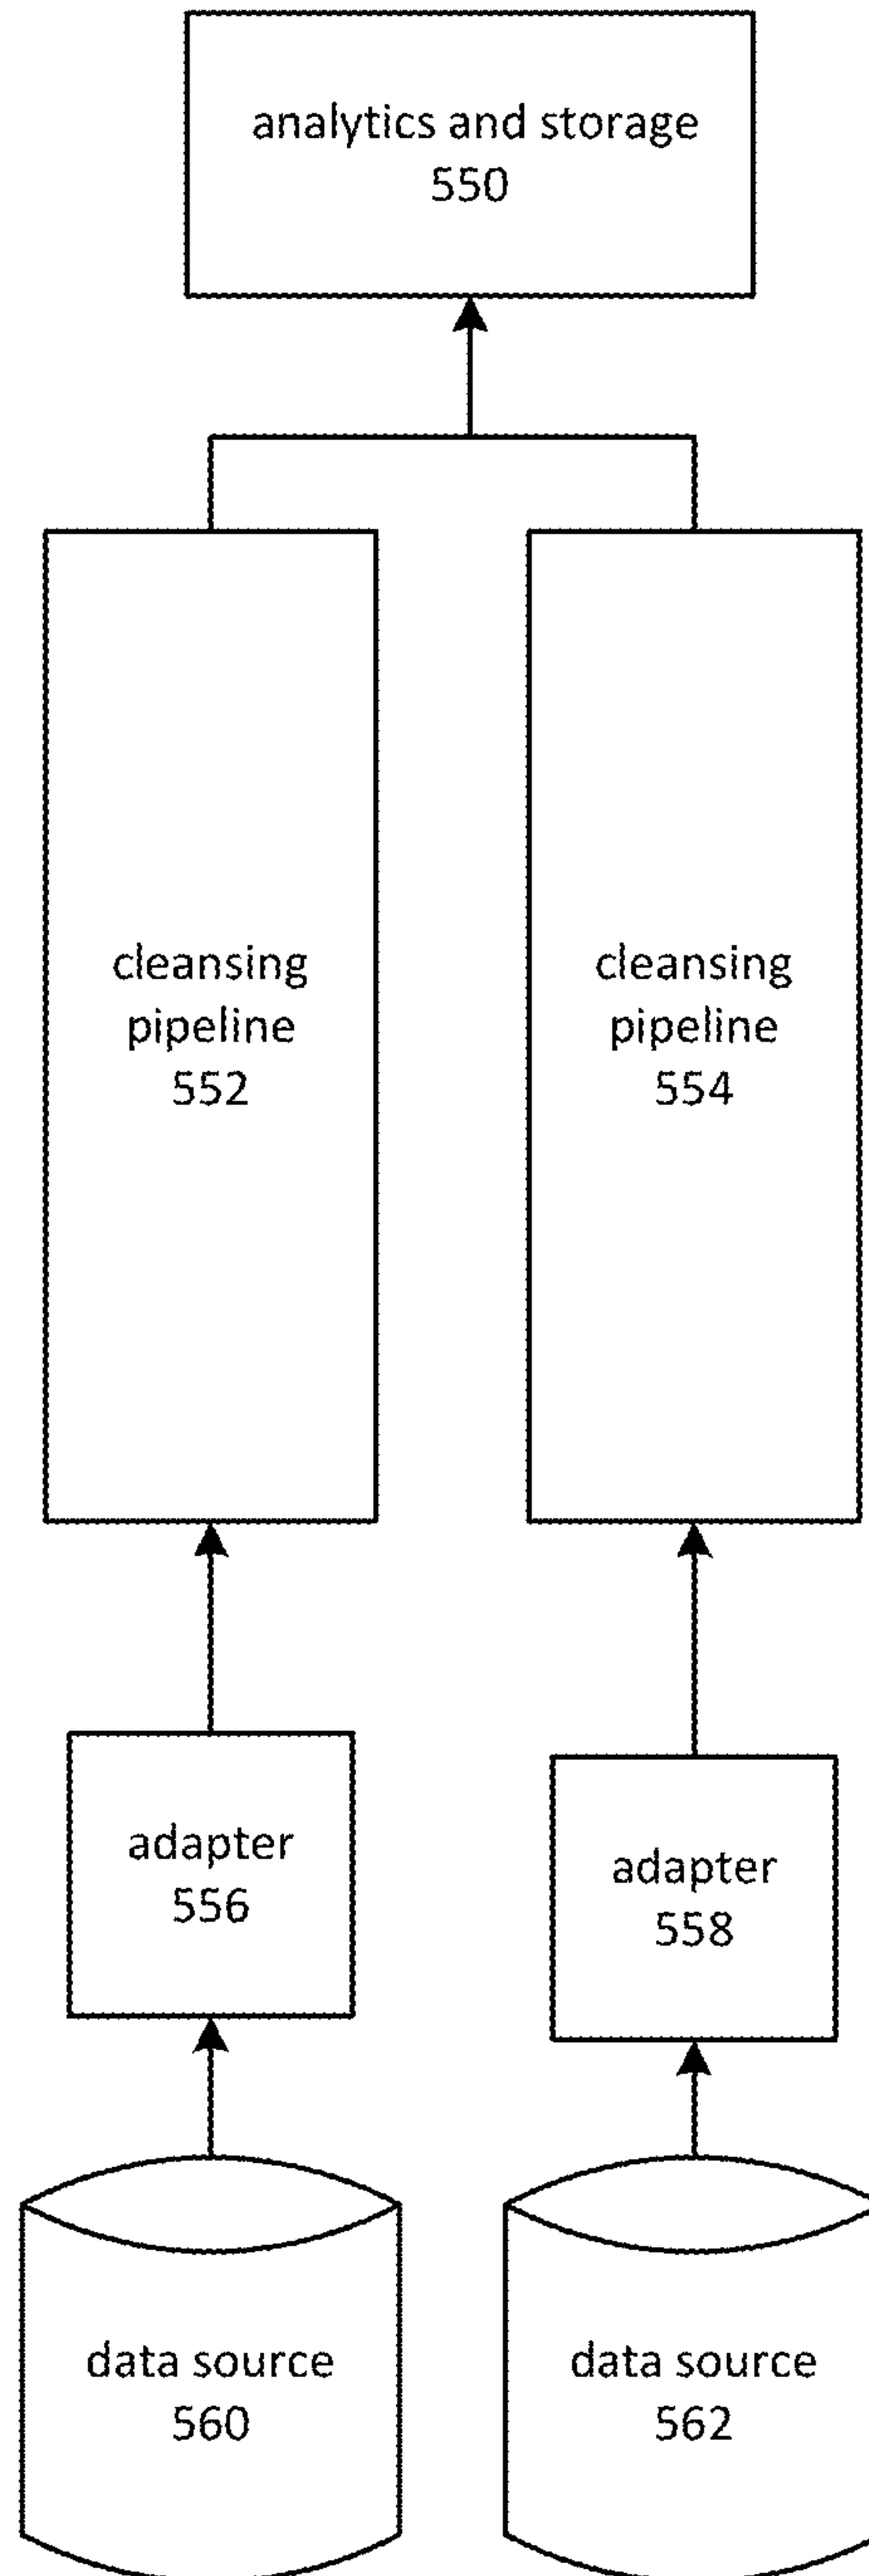 analytics and storage
550
cleansing
pipeline
552
cleansing
pipeline
554
adapter
556
adapter
558
data source
560
data source
562